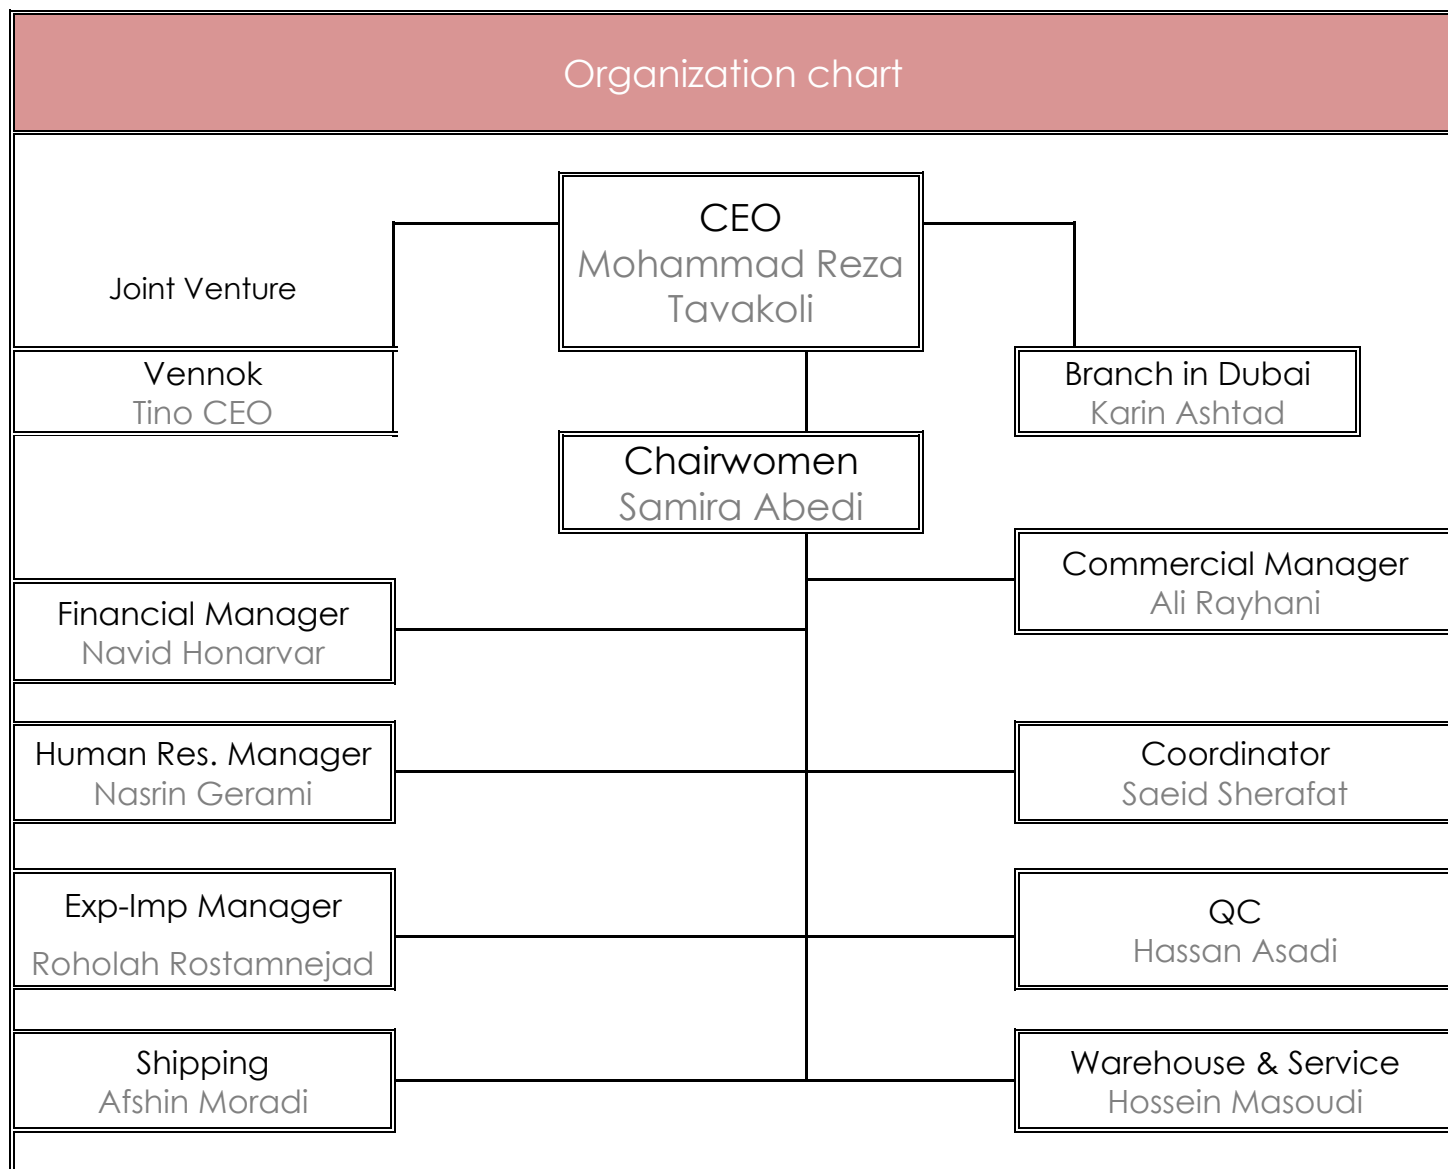 Organization chart
CEO
Mohammad Reza
Tavakoli
Joint Venture
Vennok
Tino CEO
Branch in Dubai
Karin Ashtad
Chairwomen
Samira Abedi
Commercial Manager
Ali Rayhani
Financial Manager
Navid Honarvar
Human Res. Manager
Nasrin Gerami
Coordinator
Saeid Sherafat
Exp-Imp Manager
Roholah Rostamnejad
QC
Hassan Asadi
Shipping
Afshin Moradi
Warehouse & Service
Hossein Masoudi